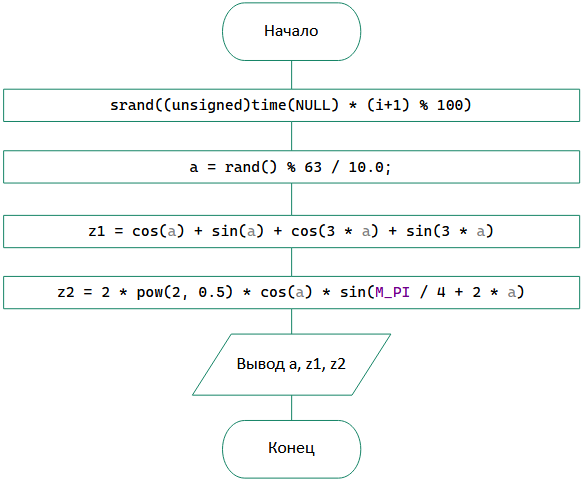 Начало
srand((unsigned)time(NULL) * (i+1) % 100)
a = rand() % 63 / 10.0;
z1 = cos(a) + sin(a) + cos(3 * a) + sin(3 * a)
z2 = 2 * pow(2, 0.5) * cos(a) * sin(M_PI / 4 + 2 * a)
Вывод a, z1, z2
Конец